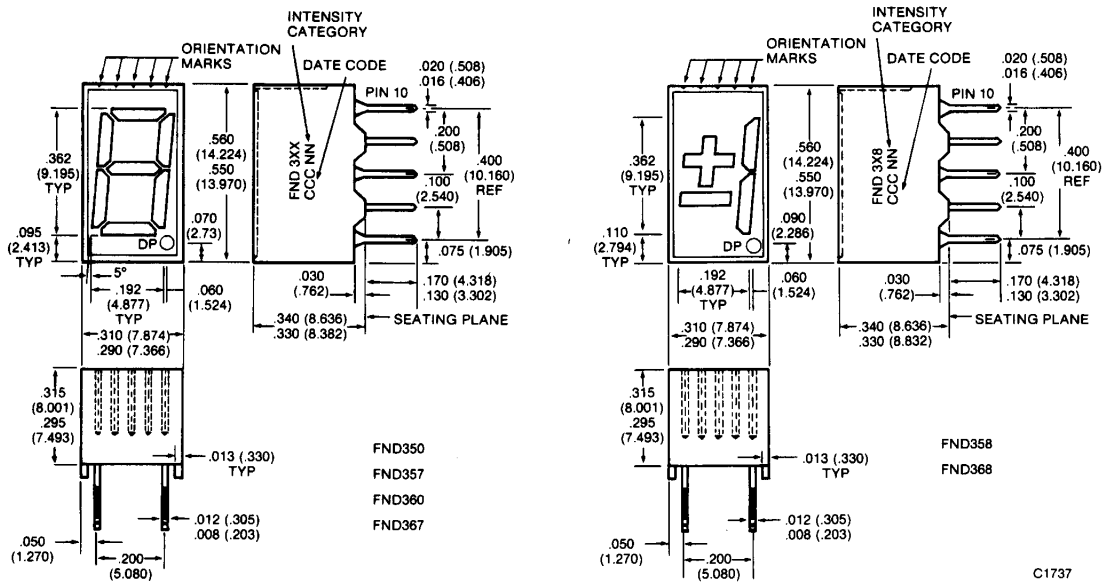 INTENSITY
CATEGORY
ORIENTATION
MARKS
DATE CODE
.020 (.508)
.016 (.406)
PIN 10
.362
(9.195)
TYP
.560
(14.224)
.550
(13.970)
FND 3XX
CCC NN
.200
(.508)
.400
(10.160)
REF
.100
(2.540)
.070
(2.73)
.095
(2.413)
TYP
DP
.075 (1.905)
5°
.192
(4.877)
TYP
.060
(1.524)
.030
(.762)
.170 (4.318)
.130 (3.302)
SEATING PLANE
.310 (7.874)
.290 (7.366)
.340 (8.636)
.330 (8.382)
.315
(8.001)
.295
(7.493)
.013 (.330)
TYP
.012 (.305)
.008 (.203)
.050
(1.270)
.200
(5.080)
FND350
FND357
FND360
FND367
INTENSITY
CATEGORY
ORIENTATION
MARKS
DATE CODE
.020 (.508)
.016 (.406)
PIN 10
.362
(9.195)
TYP
.560
(14.224)
.550
(13.970)
FND 3X8
CCC NN
.200
(.508)
.400
(10.160)
REF
.100
(2.540)
.090
(2.286)
.110
(2.794)
TYP
DP
.075 (1.905)
.192
(4.877)
TYP
.060
(1.524)
.030
(.762)
.170 (4.318)
.130 (3.302)
SEATING PLANE
.310 (7.874)
.290 (7.366)
.340 (8.636)
.330 (8.832)
.315
(8.001)
.295
(7.493)
.013 (.330)
TYP
.012 (.305)
.008 (.203)
.050
(1.270)
.200
(5.080)
FND358
FND368
C1737